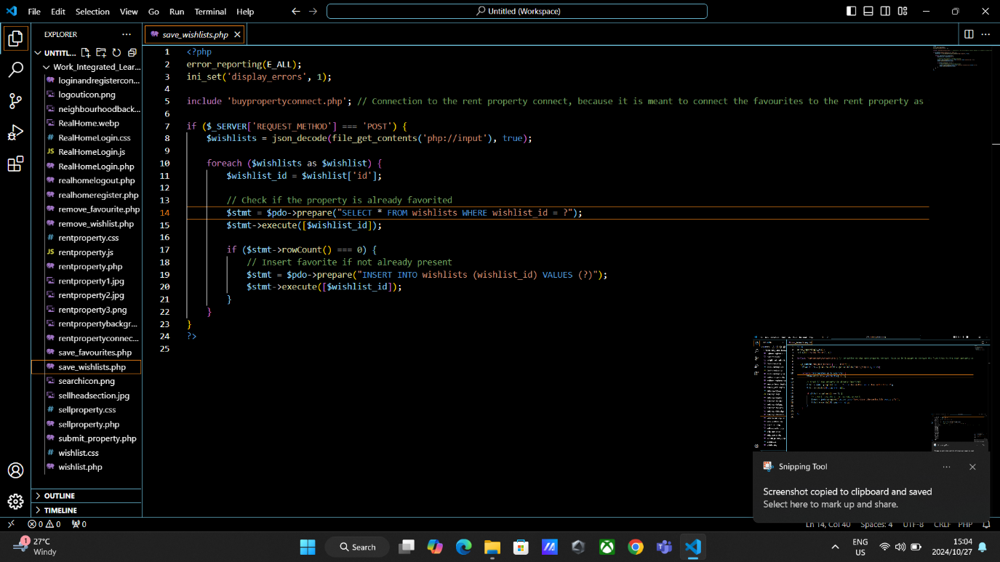 File Edit Selection View Go Run Terminal Help
Untitled (Workspace)
EXPLORER
UNTITL...
Work_Integrated_Lear...
loginandregistercon...
logouticon.png
neighbourhoodback...
RealHome.webp
# RealHomeLogin.css
JS RealHomeLogin.js
RealHomeLogin.php
realhomelogout.php
realhomeregister.php
remove_favourite.php
remove_wishlist.php
# rentproperty.css
JS rentproperty.js
rentproperty.php
rentproperty1.jpg
rentproperty2.jpg
rentproperty3.png
rentpropertybackgr...
rentpropertyconnec...
save_favourites.php
save_wishlists.php
searchicon.png
sellheadsection.jpg
# sellproperty.css
sellproperty.php
submit_property.php
# wishlist.css
wishlist.php
OUTLINE
TIMELINE
save_wishlists.php
1 <?php
2 error_reporting(E_ALL);
3 ini_set('display_errors', 1);
4
5 include 'buypropertyconnect.php'; // Connection to the rent property connect, because it is meant to connect the favourites to the rent property as
6
7 if ($_SERVER['REQUEST_METHOD'] === 'POST') {
8 $wishlists = json_decode(file_get_contents('php://input'), true);
9
10 foreach ($wishlists as $wishlist) {
11 $wishlist_id = $wishlist['id'];
12
13 // Check if the property is already favorited
14 $stmt = $pdo->prepare("SELECT * FROM wishlists WHERE wishlist_id = ?");
15 $stmt->execute([$wishlist_id]);
16
17 if ($stmt->rowCount() === 0) {
18 // Insert favorite if not already present
19 $stmt = $pdo->prepare("INSERT INTO wishlists (wishlist_id) VALUES (?)");
20 $stmt->execute([$wishlist_id]);
21 }
22 }
23 }
24 ?>
25
Snipping Tool
Screenshot copied to clipboard and saved
Select here to mark up and share.
0 0 0
Ln 14, Col 40 Spaces: 4 UTF-8 CRLF PHP
1
27°C
Windy
Search
ENG
US
15:04
2024/10/27